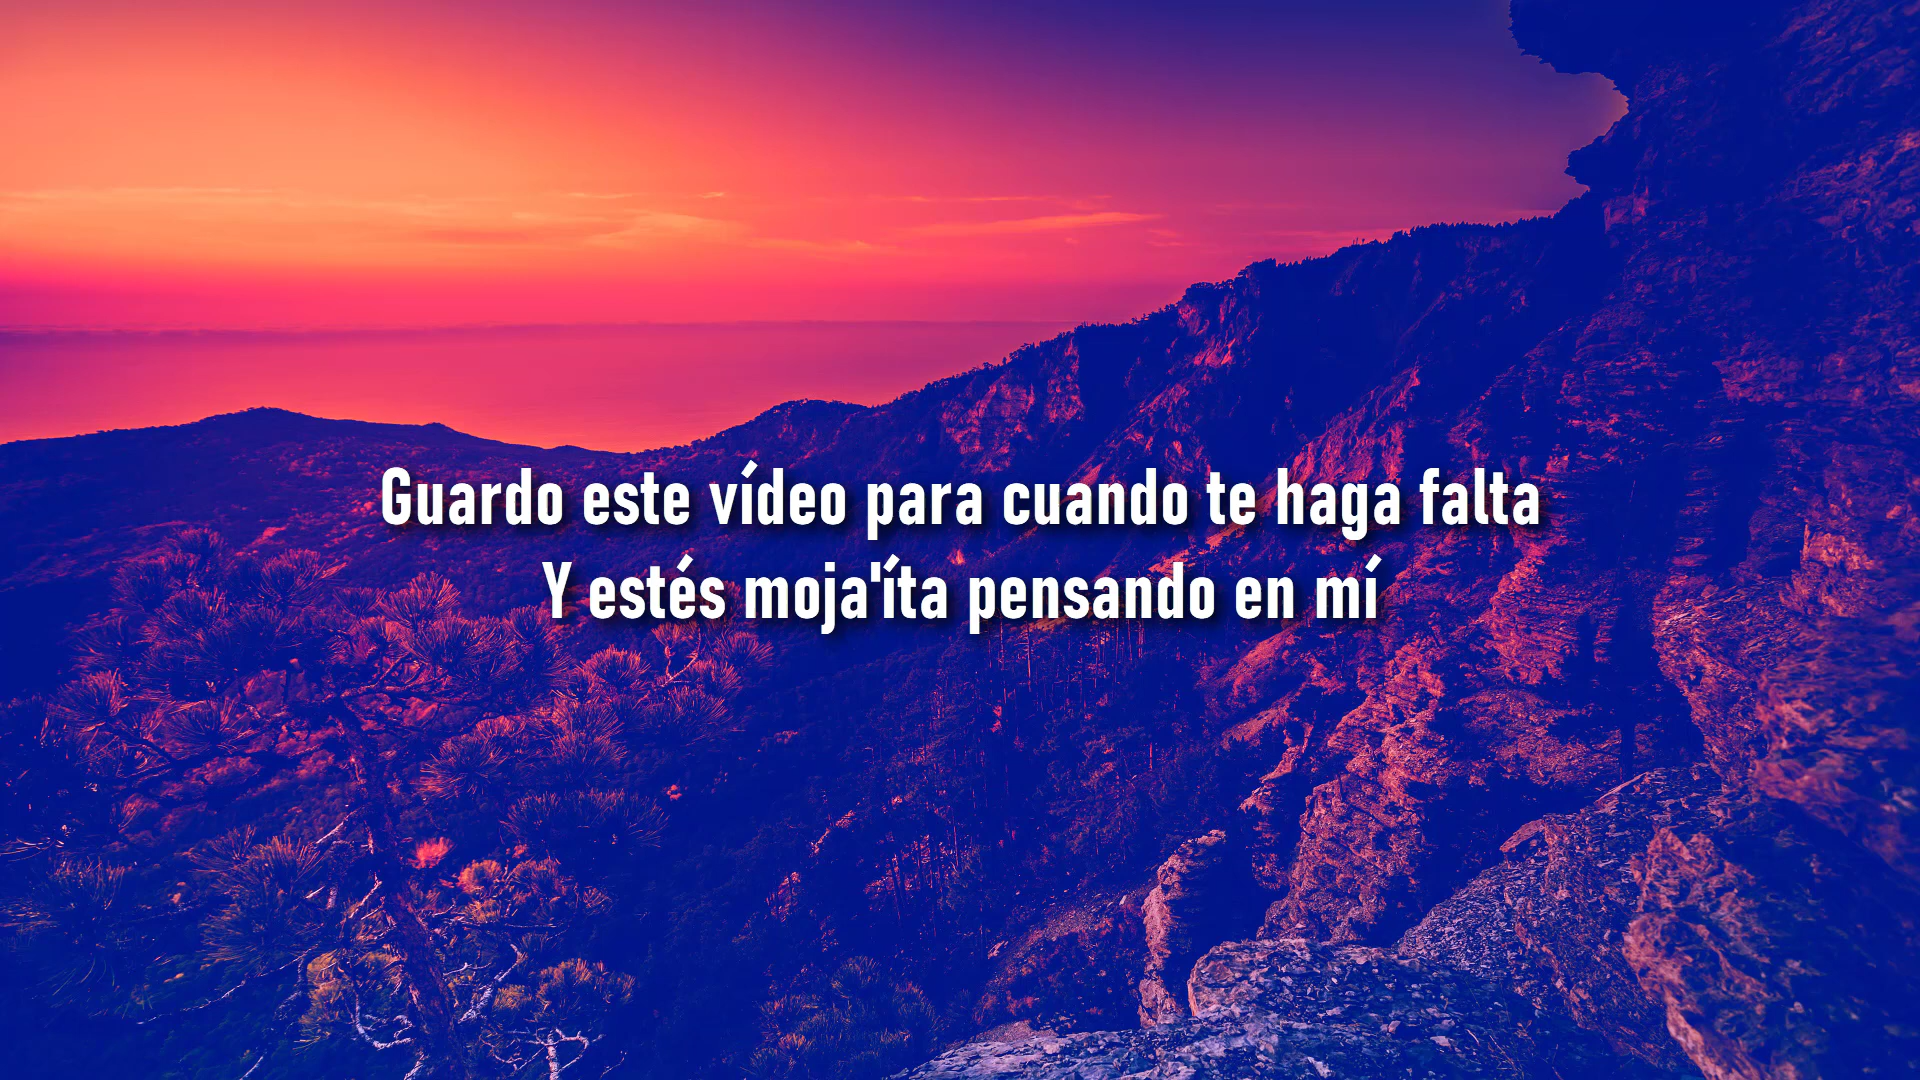 Guardo este vídeo para cuando te haga falta
Y estés moja'íta pensando en mí